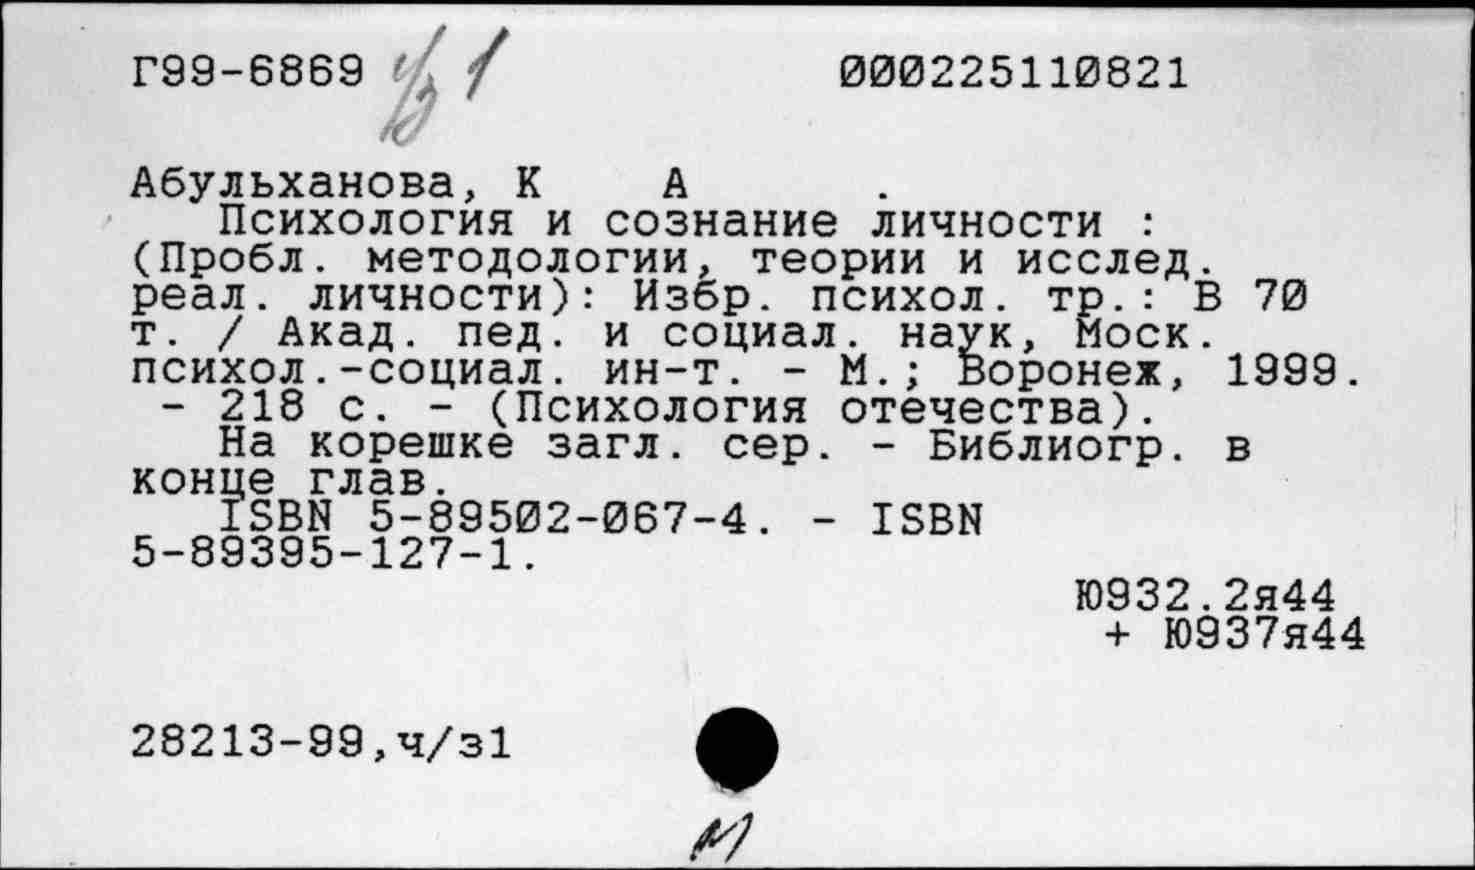 Г99-6869 ч/з 1 000225110821
Абульханова, К А .
Психология и сознание личности :
(Пробл. методологии, теории и исслед.
реал. личности): Избр. психол. тр.: В 70
т. / Акад. пед. и социал. наук, Моск.
психол.-социал. ин-т. - М.; Воронеж, 1999.
- 218 с. - (Психология отечества).
На корешке загл. сер. - Библиогр. в
конце глав.
ISBN 5-89502-067-4. - ISBN
5-89395-127-1.
Ю932.2я44
+ Ю937я44
28213-99,ч/з1